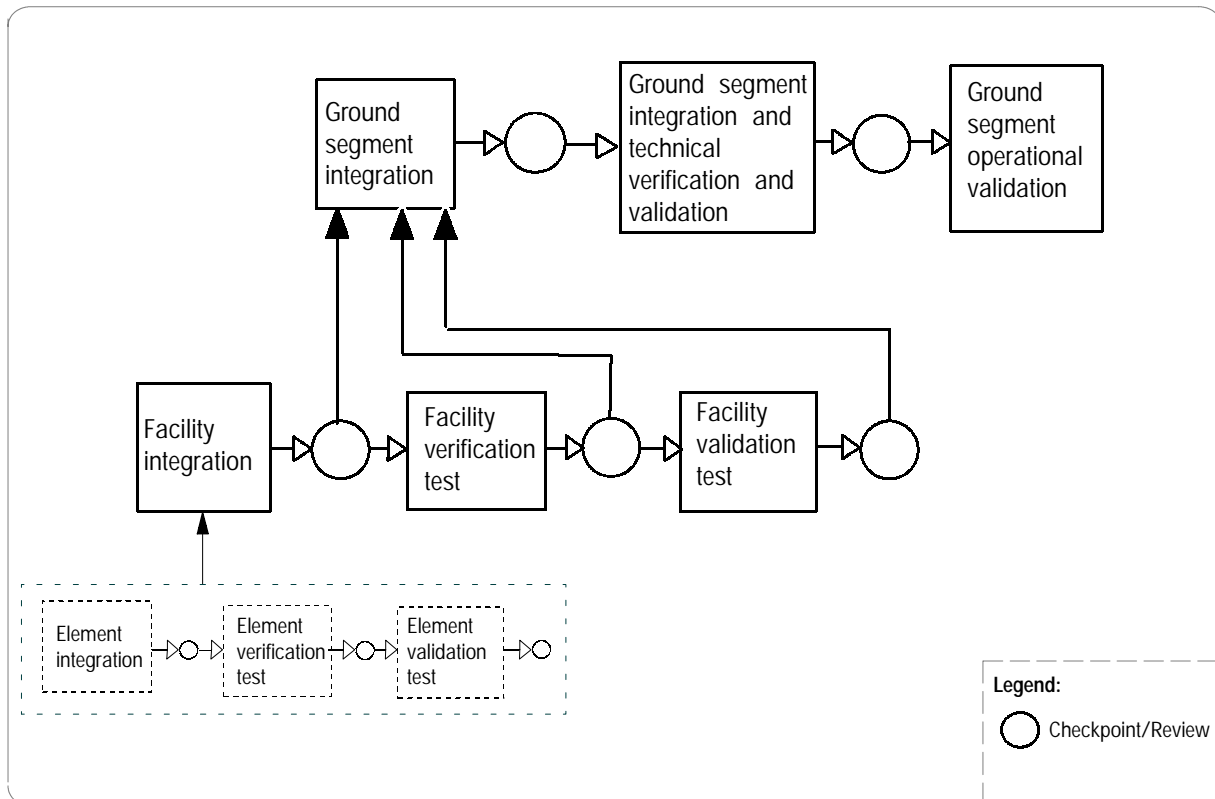 Ground
segment
integration
Ground segment
integration and
technical
verification and
validation
Ground
segment
operational
validation
Facility
integration
Facility
verification
test
Facility
validation
test
Element
integration
Element
verification
test
Element
validation
test
Legend:
Checkpoint/Review